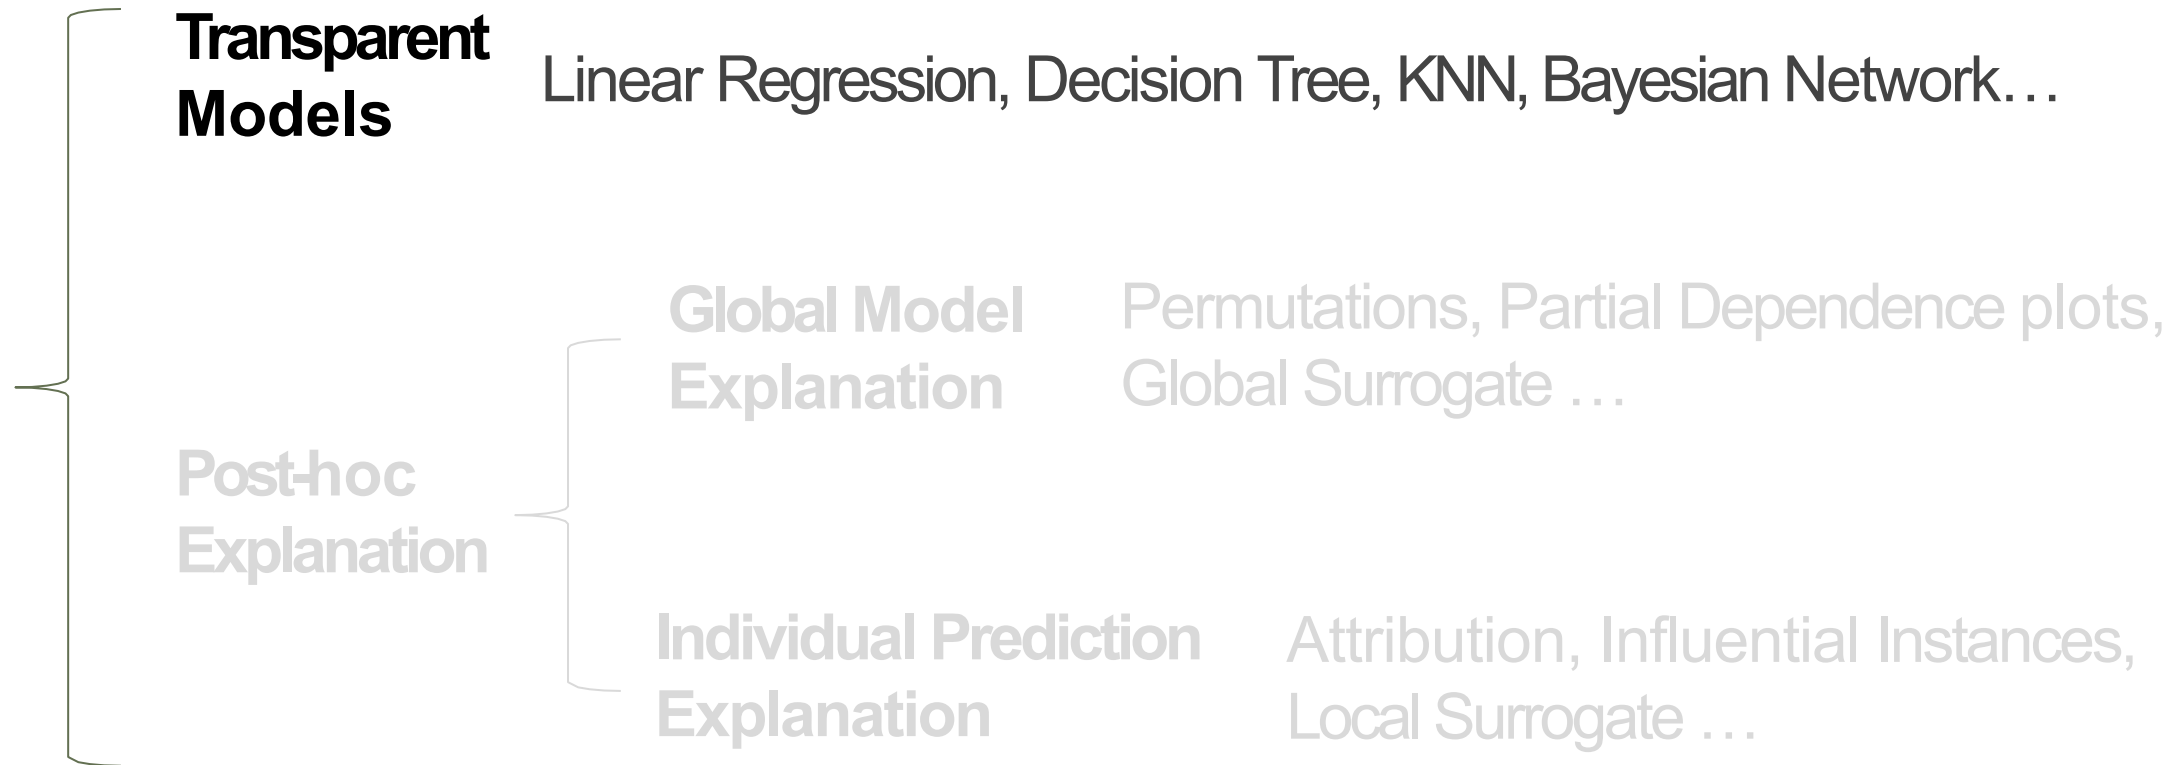 Transparent
Models
Linear Regression, Decision Tree, KNN, Bayesian Network…
Global Model
Explanation
Permutations, Partial Dependence plots,
Global Surrogate …
Post-hoc
Explanation
Individual Prediction
Explanation
Attribution, Influential Instances,
Local Surrogate …